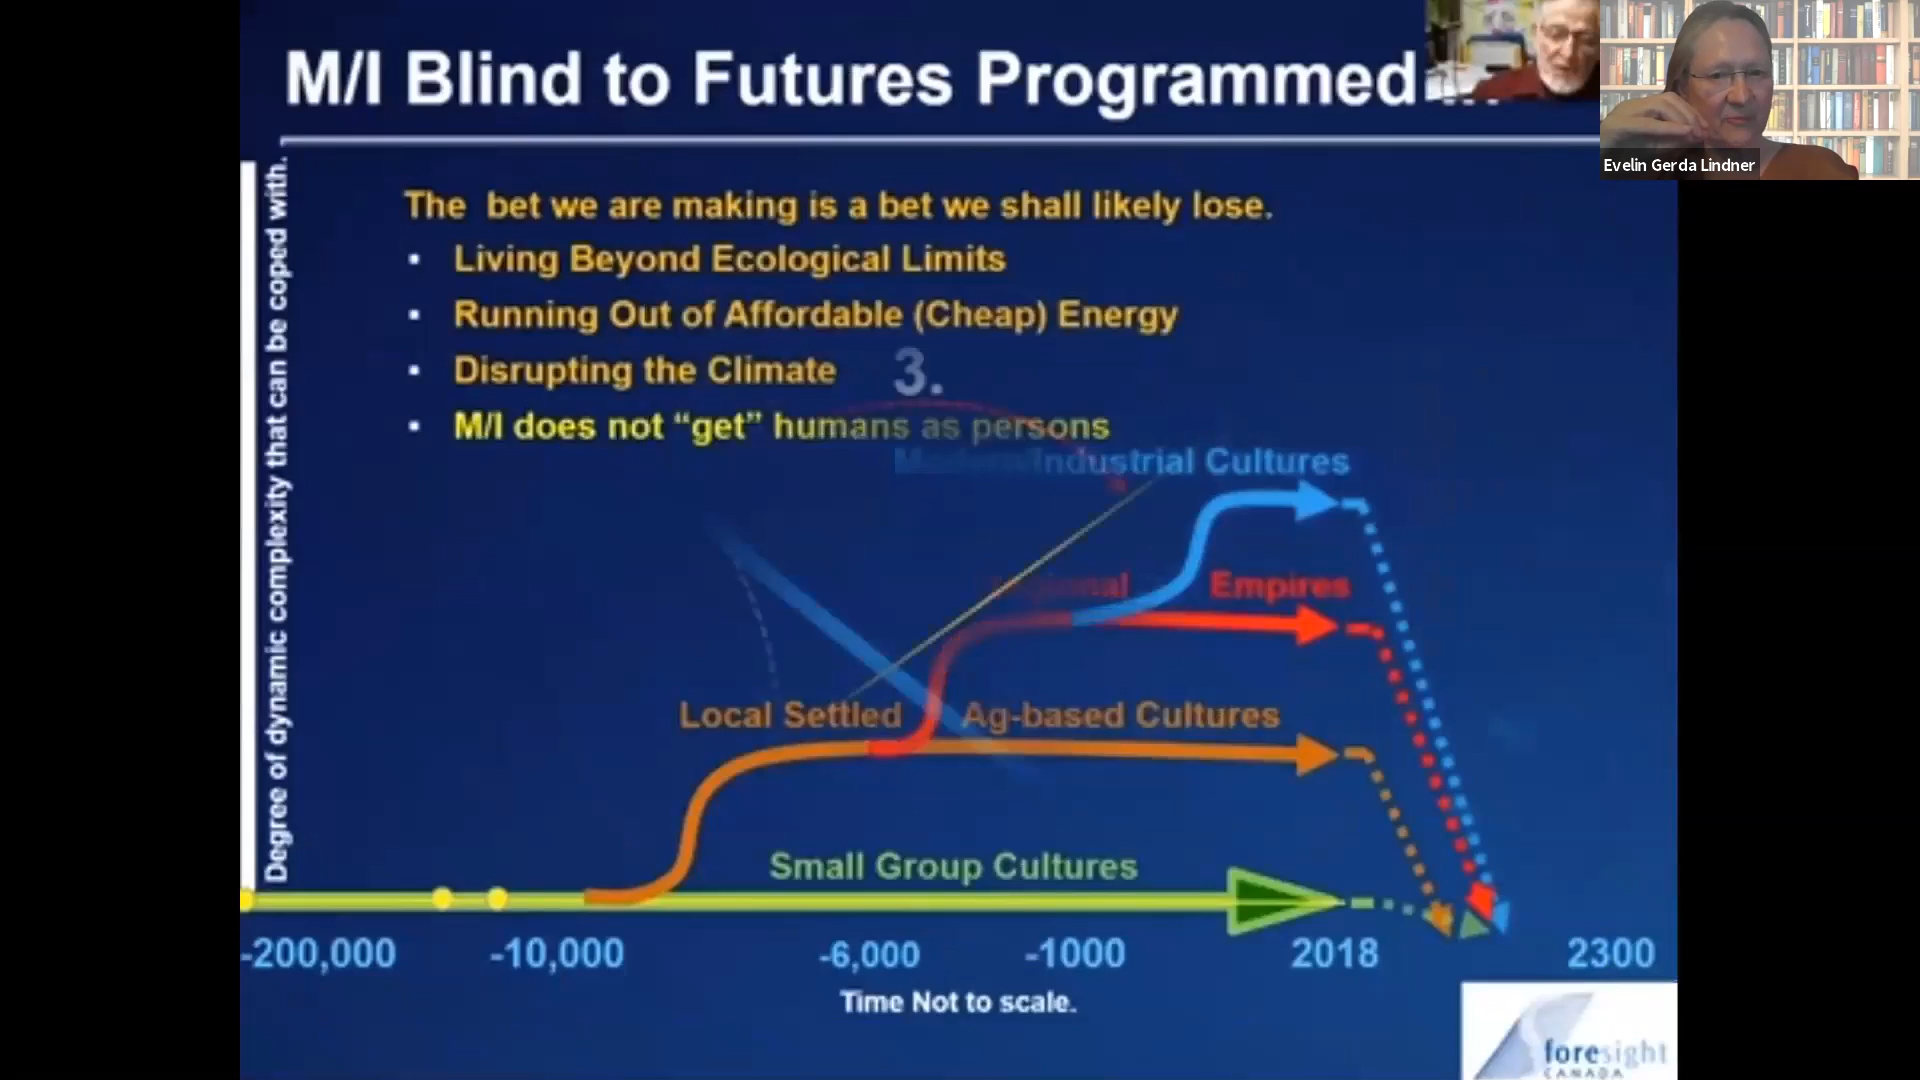 M/I Blind to Futures Programmed
Evelin Gerda Lindner
Degree of dynamic complexity that can be coped with.
The bet we are making is a bet we shall likely lose.
• Living Beyond Ecological Limits
• Running Out of Affordable (Cheap) Energy
• Disrupting the Climate
3.
• M/I does not “get” humans as persons
Modern/Industrial Cultures
Empires
Local Settled Ag-based Cultures
Small Group Cultures
-200,000 -10,000 -6,000 -1000 2018 2300
Time Not to scale.
foresight
CANADA